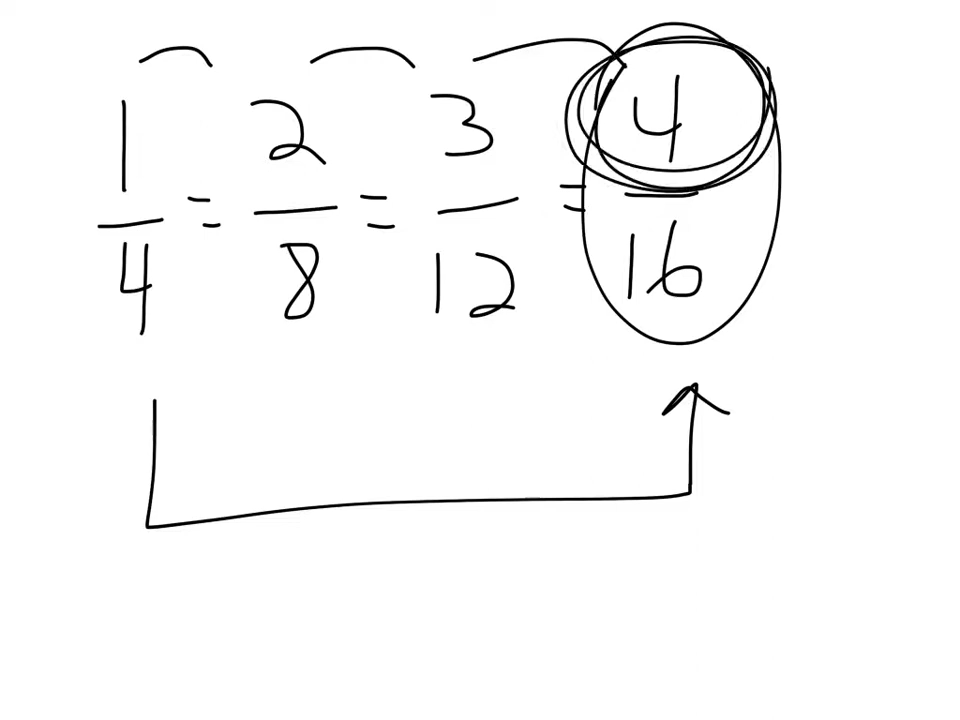 1/4 = 2/8 = 3/12 = 4/16